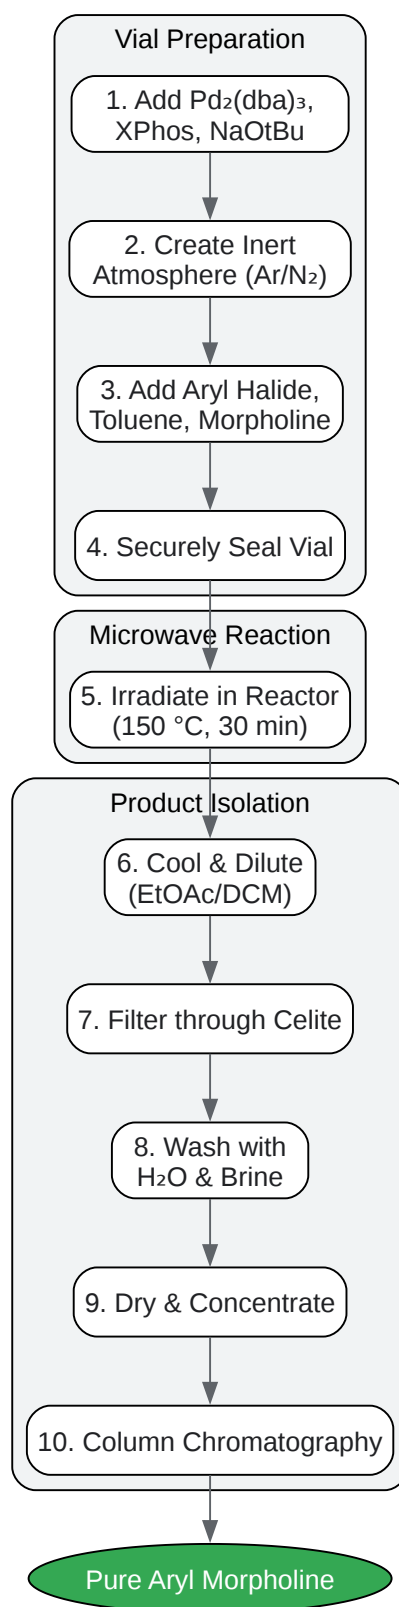 Vial Preparation
1. Add Pd₂(dba)₃,
XPhos, NaOtBu
2. Create Inert
Atmosphere (Ar/N₂)
3. Add Aryl Halide,
Toluene, Morpholine
4. Securely Seal Vial
Microwave Reaction
5. Irradiate in Reactor
(150 °C, 30 min)
Product Isolation
6. Cool & Dilute
(EtOAc/DCM)
7. Filter through Celite
8. Wash with
H₂O & Brine
9. Dry & Concentrate
10. Column Chromatography
Pure Aryl Morpholine